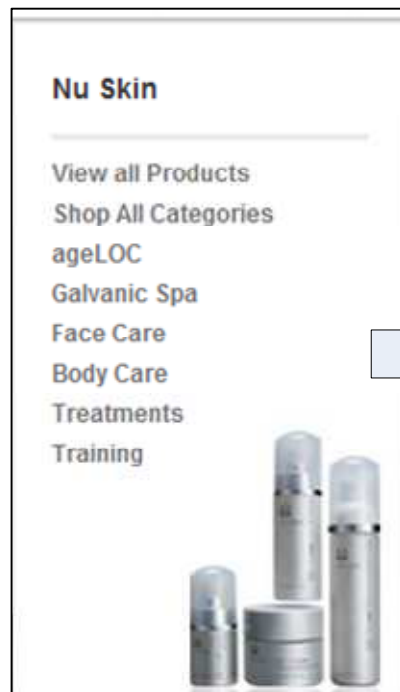 Nu Skin
View all Products
Shop All Categories
ageLOC
Galvanic Spa
Face Care
Body Care
Treatments
Training